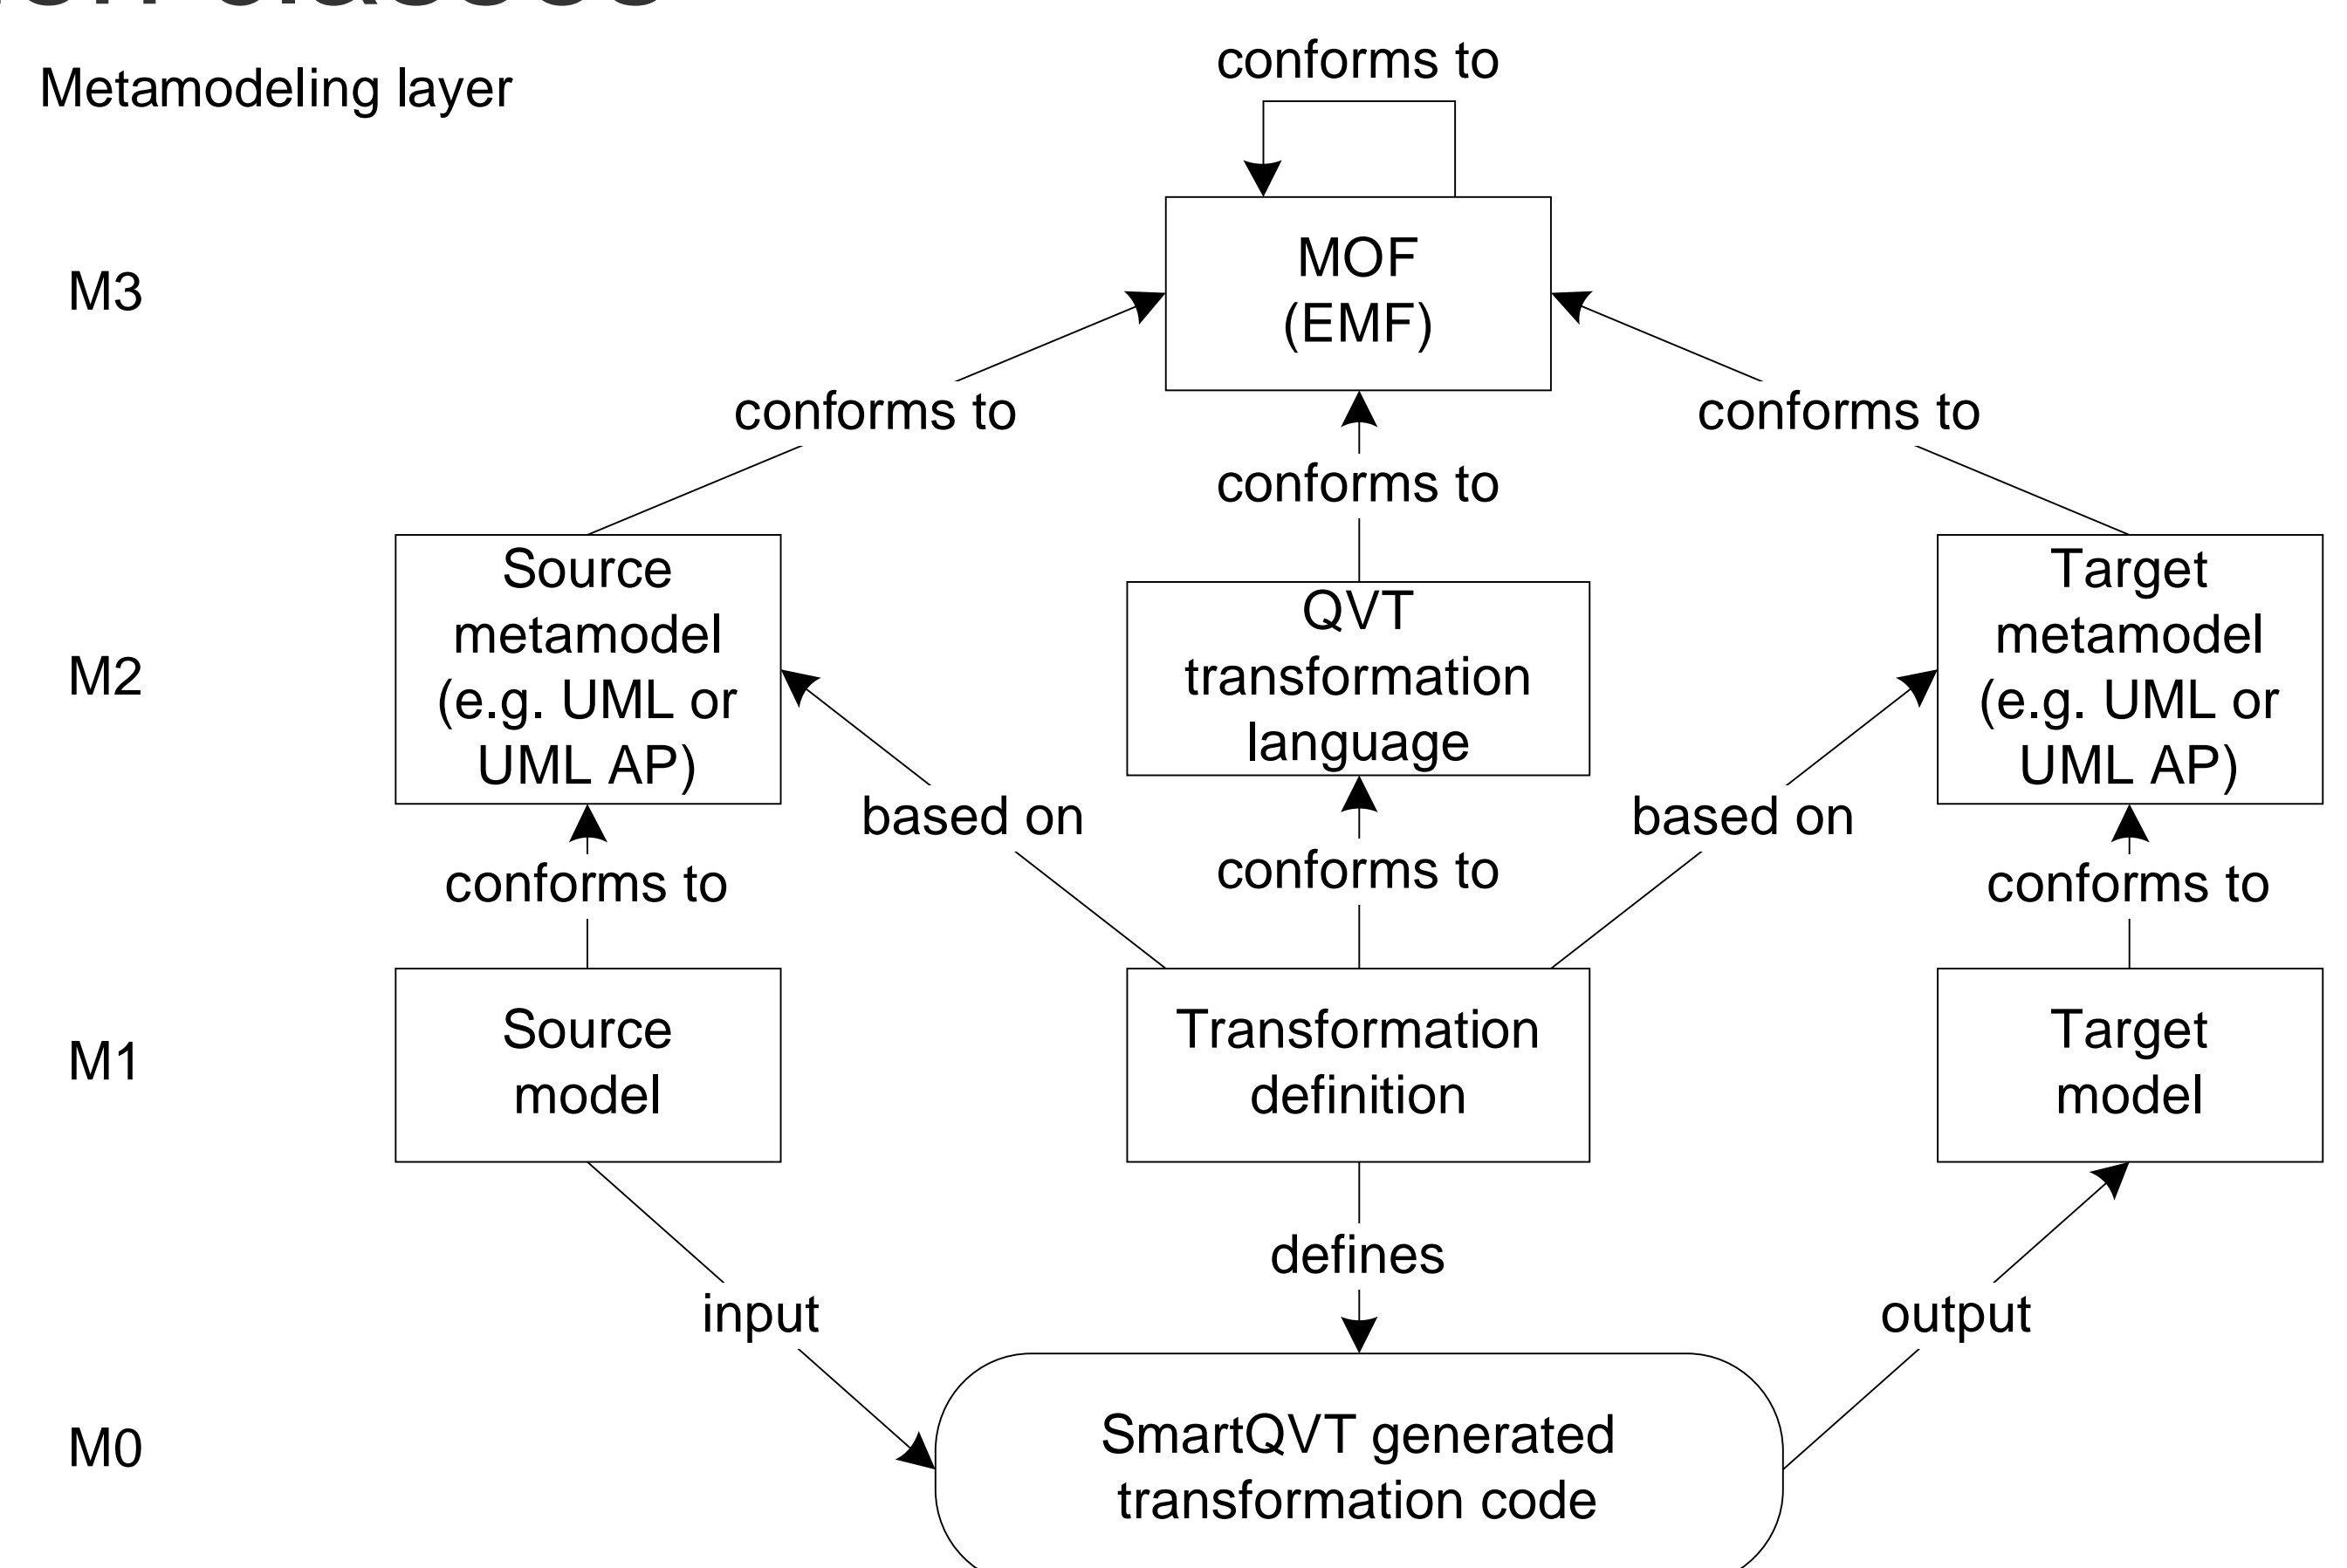 Metamodeling layer
conforms to
M3
MOF
(EMF)
conforms to
conforms to
conforms to
M2
Source
metamodel
(e.g. UML or
UML AP)
QVT
transformation
language
Target
metamodel
(e.g. UML or
UML AP)
based on
based on
conforms to
conforms to
conforms to
M1
Source
model
Transformation
definition
Target
model
defines
input
output
M0
SmartQVT generated
transformation code